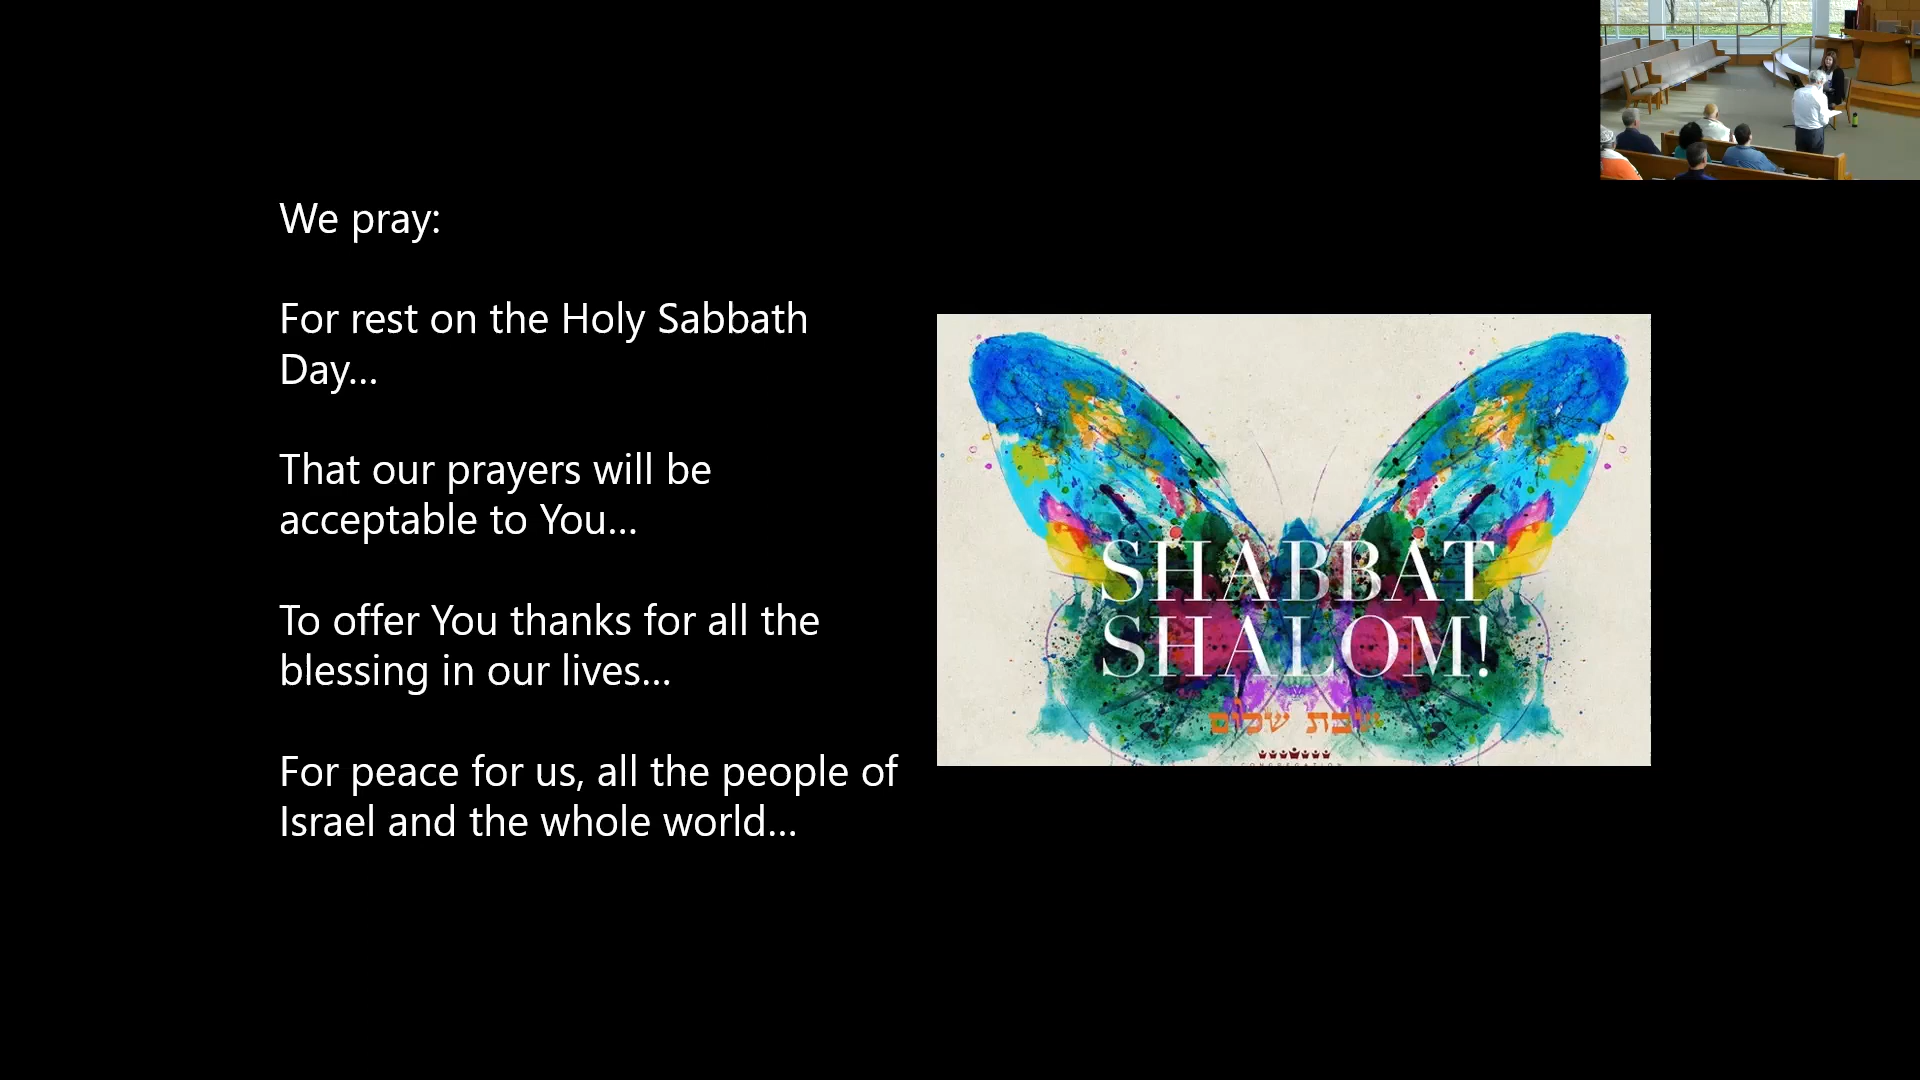 We pray:
For rest on the Holy Sabbath
Day...
That our prayers will be
acceptable to You...
To offer You thanks for all the
blessing in our lives...
For peace for us, all the people of
Israel and the whole world...
SHABBAT
SHALOM!
שבת שלום
CONGREGATION